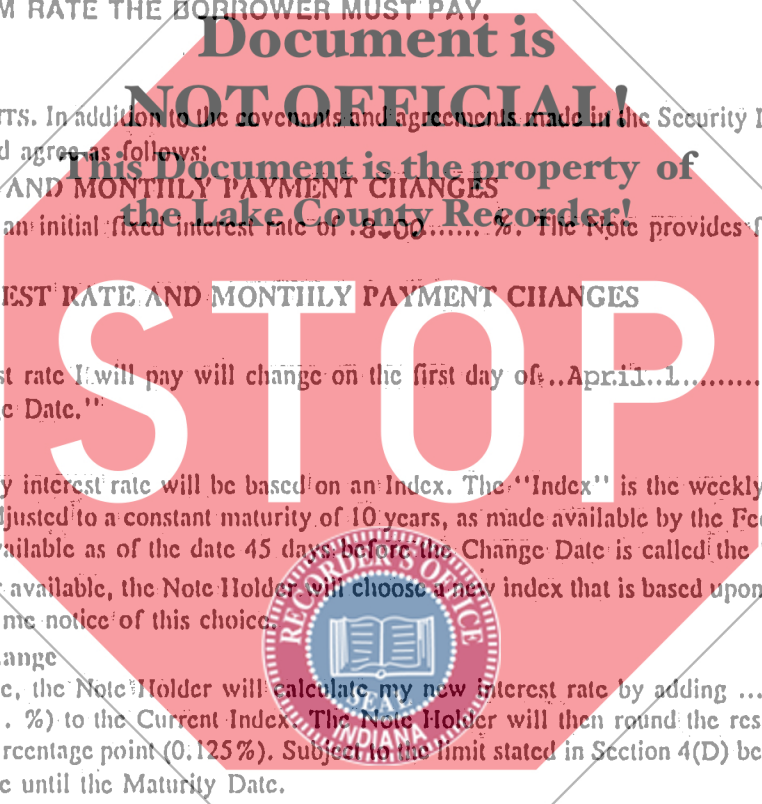 M RATE THE BORROWER MUST PAY.
Document is
NOT OFFICIAL!
TS. In addition to the covenants and agreements made in the Security
d agree as follows:
This Document is the property of
AND MONTHLY PAYMENT CHANGES
the Lake County Recorder!
an initial fixed interest rate of .8.00...... %. The Note provides f
EST RATE AND MONTHLY PAYMENT CHANGES
STOP
st rate I will pay will change on the first day of...April..1.........
e Date."
y interest rate will be based on an Index. The "Index" is the weekly
djusted to a constant maturity of 10 years, as made available by the Fe
vailable as of the date 45 days before the Change Date is called the
r available, the Note Holder will choose a new index that is based upon
me notice of this choice.
ange
e, the Note Holder will calculate my new interest rate by adding ...
. %) to the Current Index. The Note Holder will then round the res
rcentage point (0.125%). Subject to the limit stated in Section 4(D) be
e until the Maturity Date.
RECORDER'S OFFICE
SEAL
INDIANA